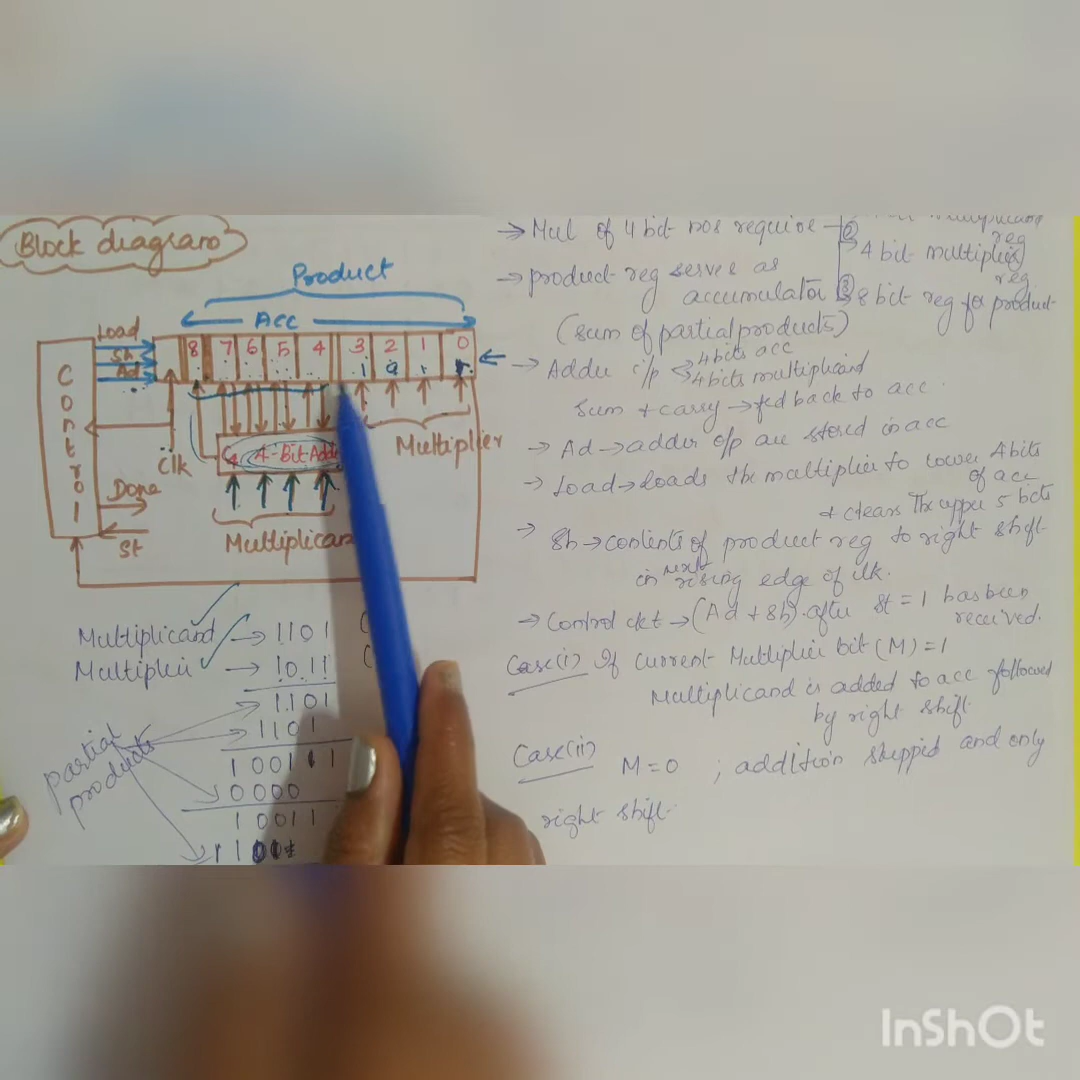 Block diagram
Product
Acc
Load
Sh
Ad
8 7 6 5 4 3 2 1 0
Control
Clk
C4 4-Bit-Adde
Multiplier
Done
St
Multiplican
Multiplicand → 1101
Multiplier → 1011
1101
1101
100111
0000
10011
partial
products
→ Mul of 4 bit nos require
reg
4 bit multiplier
reg
8 bit reg for product
→ product reg serve as
accumulator
(sum of partial products)
→ Adder i/p
4 bits acc
4 bits multiplicand
Sum + carry → fed back to acc.
→ Ad → adder o/p are stored in acc
→ Load → loads the multiplier to lower 4 bits
of acc
& clears the upper 5 bits
→ Sh → contents of product reg to right shift
in next rising edge of clk.
→ Control ckt → (Ad + Sh) after St = 1 has been
received.
Case(i) If current Multiplier bit (M) = 1
Multiplicand is added to acc followed
by right shift.
Case(ii) M=0 ; addition skipped and only
right shift.
InShOt